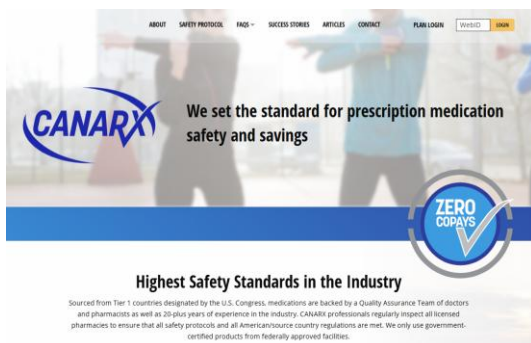 ABOUT SAFETY PROTOCOL FAQS SUCCESS STORIES ARTICLES CONTACT PLAN LOGIN WebID LOGIN
CANARX
We set the standard for prescription medication
safety and savings
ZERO
COPAYS
Highest Safety Standards in the Industry
Sourced from Tier 1 countries designated by the U.S. Congress, medications are backed by a Quality Assurance Team of doctors
and pharmacists as well as 20-plus years of experience in the industry. CANARX professionals regularly inspect all licensed
pharmacies to ensure that all safety protocols and all American/source country regulations are met. We only use government-
certified products from federally approved facilities.